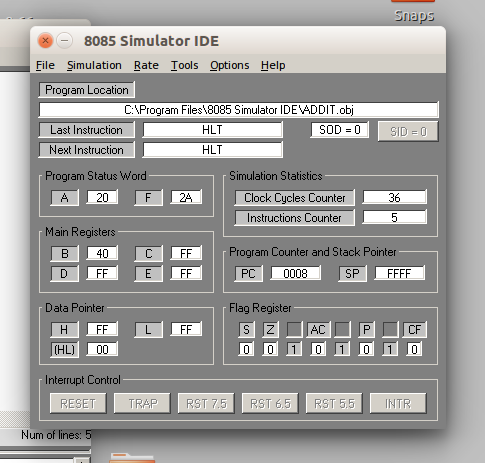 Snaps
8085 Simulator IDE
File Simulation Rate Tools Options Help
Program Location
C:\Program Files\8085 Simulator IDE\ADDIT.obj
Last Instruction HLT SOD = 0 SID = 0
Next Instruction HLT
Program Status Word
A 20 F 2A
Simulation Statistics
Clock Cycles Counter 36
Instructions Counter 5
Main Registers
B 40 C FF
D FF E FF
Program Counter and Stack Pointer
PC 0008 SP FFFF
Data Pointer
H FF L FF
(HL) 00
Flag Register
S Z AC P CF
0 0 1 0 1 0 1 0
Interrupt Control
RESET TRAP RST 7.5 RST 6.5 RST 5.5 INTR
Num of lines: 5